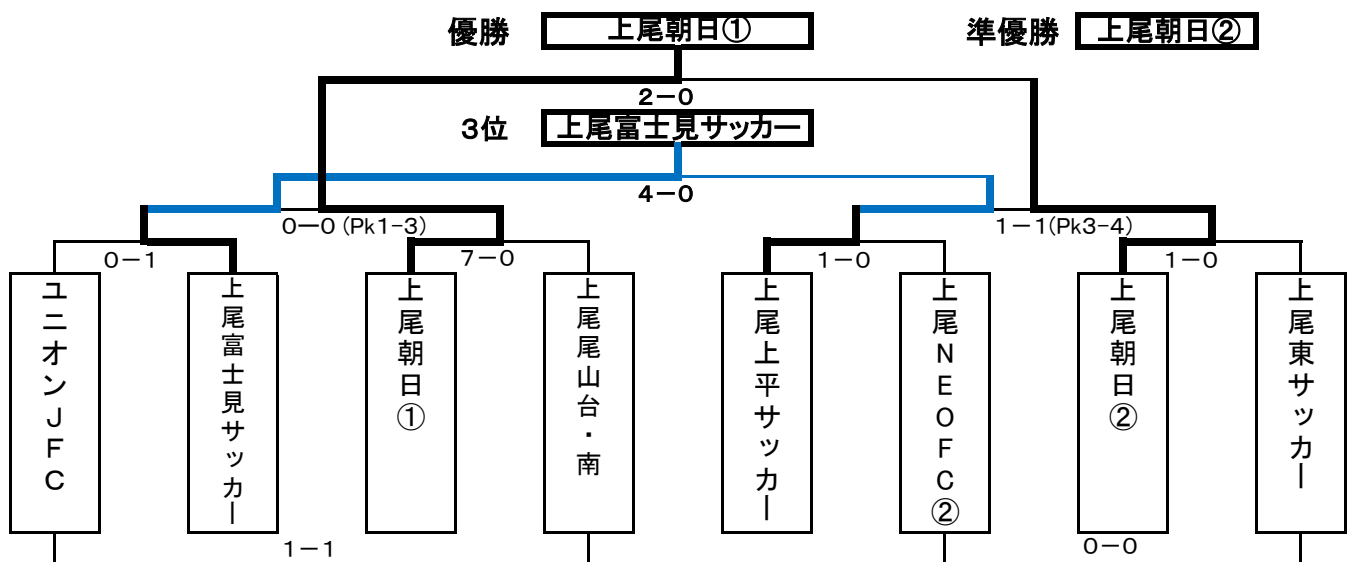 優勝 上尾朝日① 準優勝 上尾朝日②
2－0
3位 上尾富士見サッカー
4－0
0－0（Pk1-3） 1－1(Pk3-4)
0－1 7－0 1－0 1－0
ユニオンJFC
上尾富士見サッカー
上尾朝日①
上尾尾山台・南
上尾上平サッカー
上尾NEOFC②
上尾朝日②
上尾東サッカー
1－1 0－0